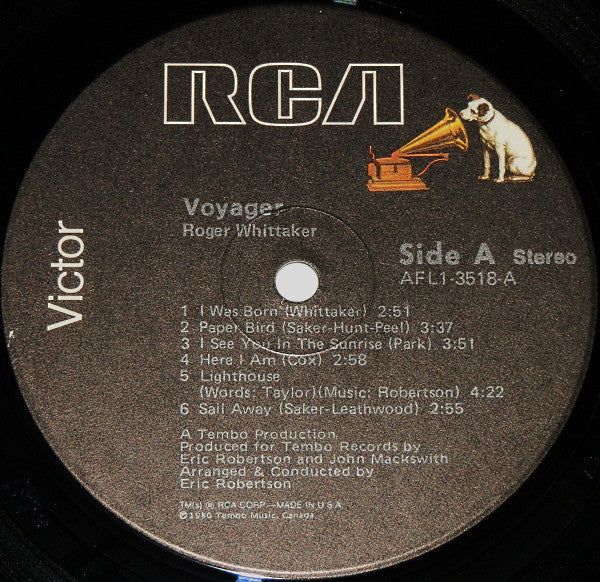 RCA
Victor
Voyager
Roger Whittaker
Side A Stereo
AFL1-3518-A
1 I Was Born (Whittaker) 2:51
2 Paper Bird (Saker-Hunt-Peel) 3:37
3 I See You In The Sunrise (Park) 3:51
4 Here I Am (Cox) 2:58
5 Lighthouse
(Words: Taylor)(Music: Robertson) 4:22
6 Sail Away (Saker-Leathwood) 2:55
A Tembo Production
Produced for Tembo Records by
Eric Robertson and John Mackswith
Arranged & Conducted by
Eric Robertson
TM(s) ® RCA CORP.—MADE IN U.S.A.
℗1980 Tembo Music, Canada